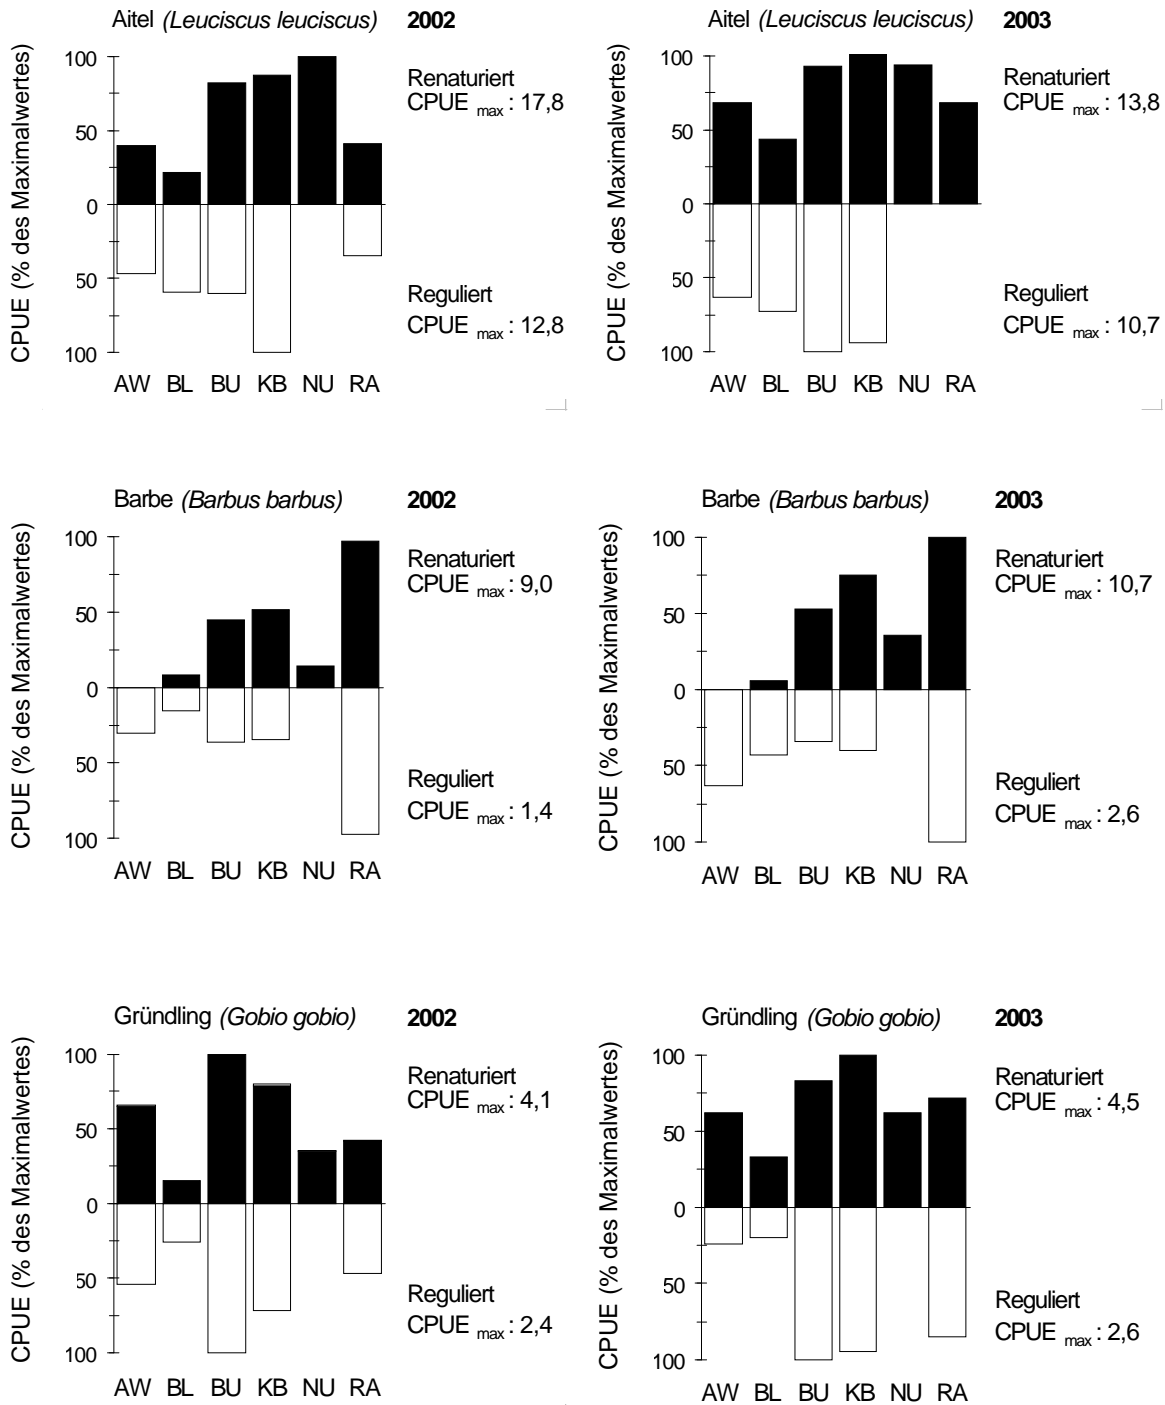 Aitel (Leuciscus leuciscus) 2002
CPUE (% des Maximalwertes)
100
50
0
50
100
AW BL BU KB NU RA
Renaturiert
CPUE max : 17,8
Reguliert
CPUE max : 12,8
Aitel (Leuciscus leuciscus) 2003
CPUE (% des Maximalwertes)
100
50
0
50
100
AW BL BU KB NU RA
Renaturiert
CPUE max : 13,8
Reguliert
CPUE max : 10,7
Barbe (Barbus barbus) 2002
CPUE (% des Maximalwertes)
100
50
0
50
100
AW BL BU KB NU RA
Renaturiert
CPUE max : 9,0
Reguliert
CPUE max : 1,4
Barbe (Barbus barbus) 2003
CPUE (% des Maximalwertes)
100
50
0
50
100
AW BL BU KB NU RA
Renaturiert
CPUE max : 10,7
Reguliert
CPUE max : 2,6
Gründling (Gobio gobio) 2002
CPUE (% des Maximalwertes)
100
50
0
50
100
AW BL BU KB NU RA
Renaturiert
CPUE max : 4,1
Reguliert
CPUE max : 2,4
Gründling (Gobio gobio) 2003
CPUE (% des Maximalwertes)
100
50
0
50
100
AW BL BU KB NU RA
Renaturiert
CPUE max : 4,5
Reguliert
CPUE max : 2,6